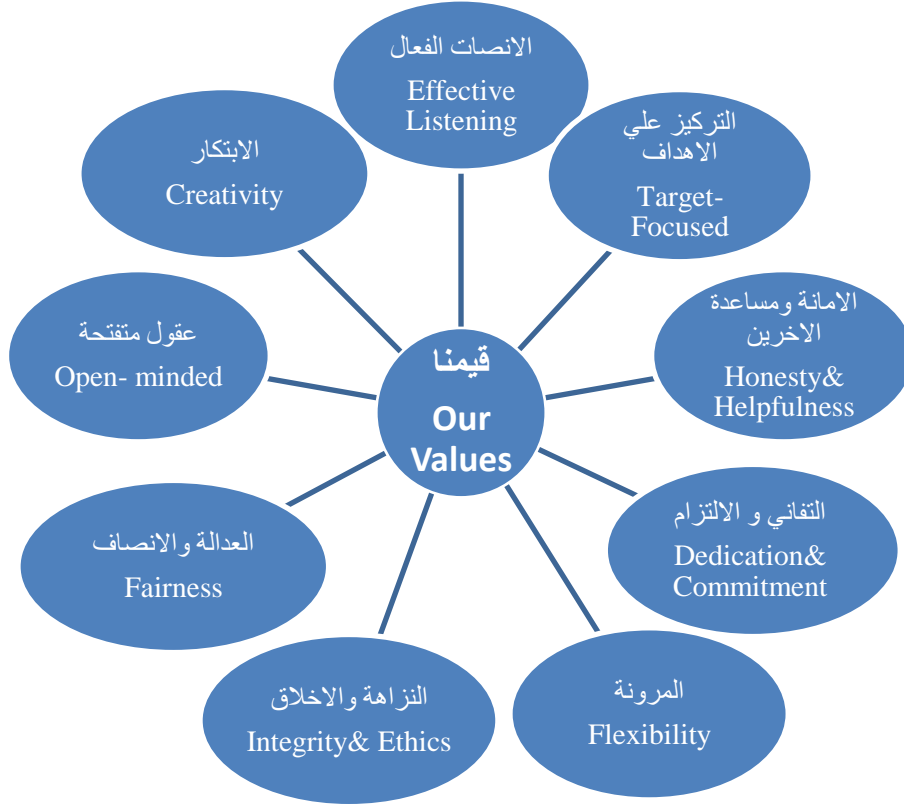 الانصات الفعال
Effective
Listening
التركيز علي
الاهداف
Target-
Focused
الامانة ومساعدة
الاخرين
Honesty&
Helpfulness
التفاني و الالتزام
Dedication&
Commitment
المرونة
Flexibility
النزاهة والاخلاق
Integrity& Ethics
العدالة والانصاف
Fairness
عقول متفتحة
Open- minded
الابتكار
Creativity
قيمنا
Our
Values